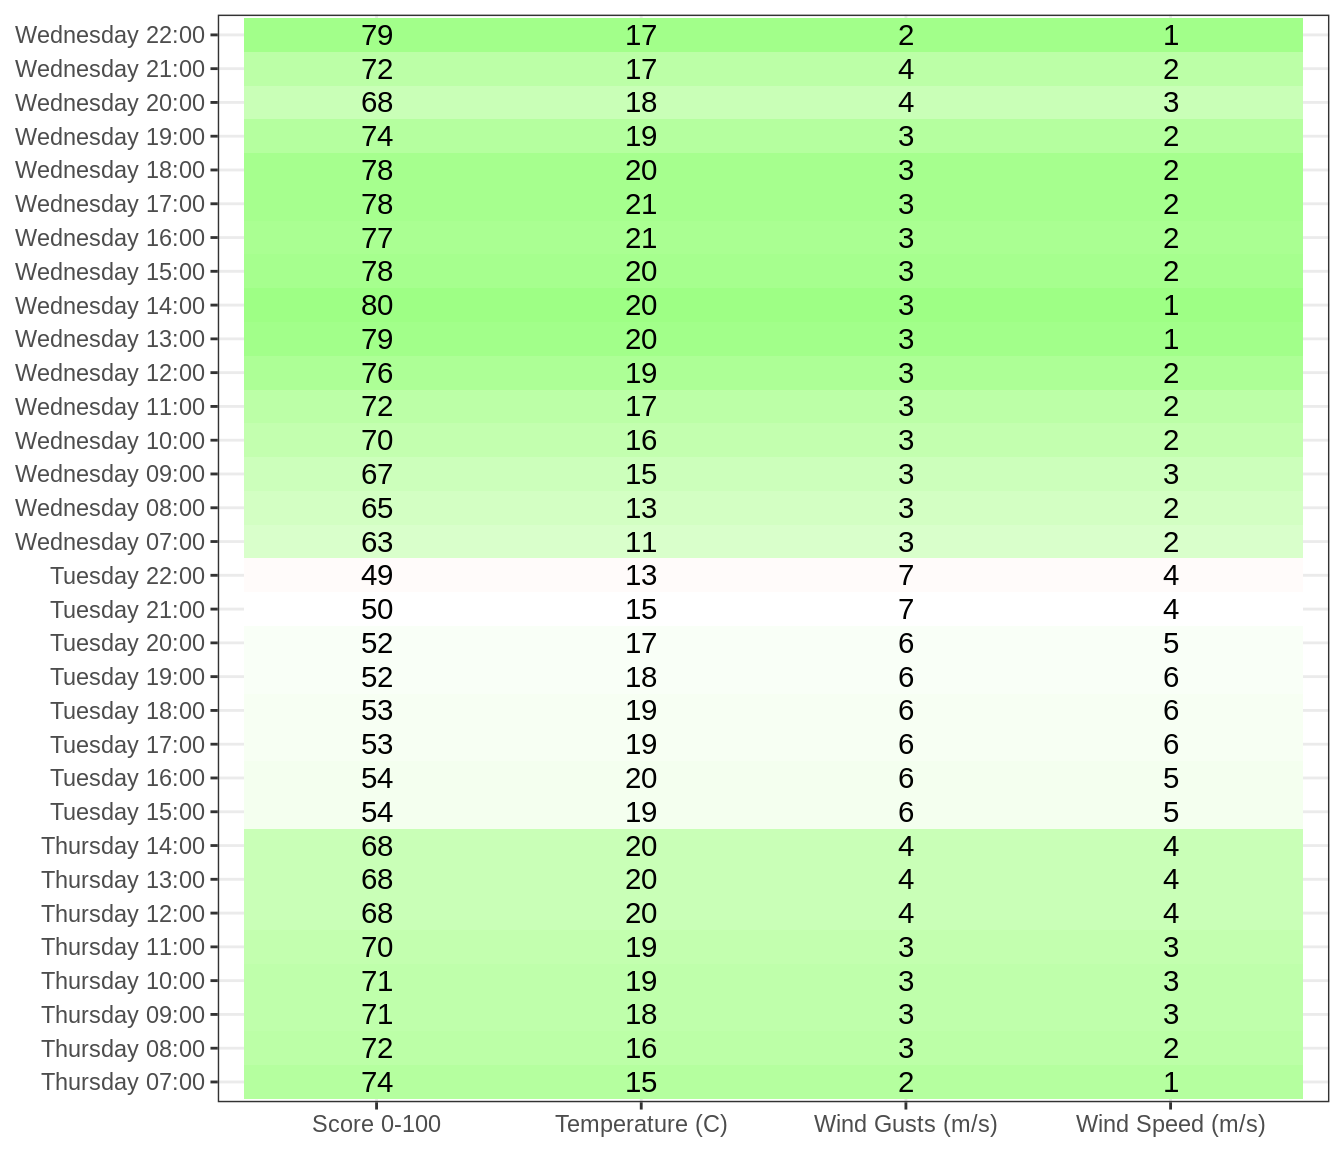 Wednesday 22:00 79 17 2 1
Wednesday 21:00 72 17 4 2
Wednesday 20:00 68 18 4 3
Wednesday 19:00 74 19 3 2
Wednesday 18:00 78 20 3 2
Wednesday 17:00 78 21 3 2
Wednesday 16:00 77 21 3 2
Wednesday 15:00 78 20 3 2
Wednesday 14:00 80 20 3 1
Wednesday 13:00 79 20 3 1
Wednesday 12:00 76 19 3 2
Wednesday 11:00 72 17 3 2
Wednesday 10:00 70 16 3 2
Wednesday 09:00 67 15 3 3
Wednesday 08:00 65 13 3 2
Wednesday 07:00 63 11 3 2
Tuesday 22:00 49 13 7 4
Tuesday 21:00 50 15 7 4
Tuesday 20:00 52 17 6 5
Tuesday 19:00 52 18 6 6
Tuesday 18:00 53 19 6 6
Tuesday 17:00 53 19 6 6
Tuesday 16:00 54 20 6 5
Tuesday 15:00 54 19 6 5
Thursday 14:00 68 20 4 4
Thursday 13:00 68 20 4 4
Thursday 12:00 68 20 4 4
Thursday 11:00 70 19 3 3
Thursday 10:00 71 19 3 3
Thursday 09:00 71 18 3 3
Thursday 08:00 72 16 3 2
Thursday 07:00 74 15 2 1
Score 0-100 Temperature (C) Wind Gusts (m/s) Wind Speed (m/s)